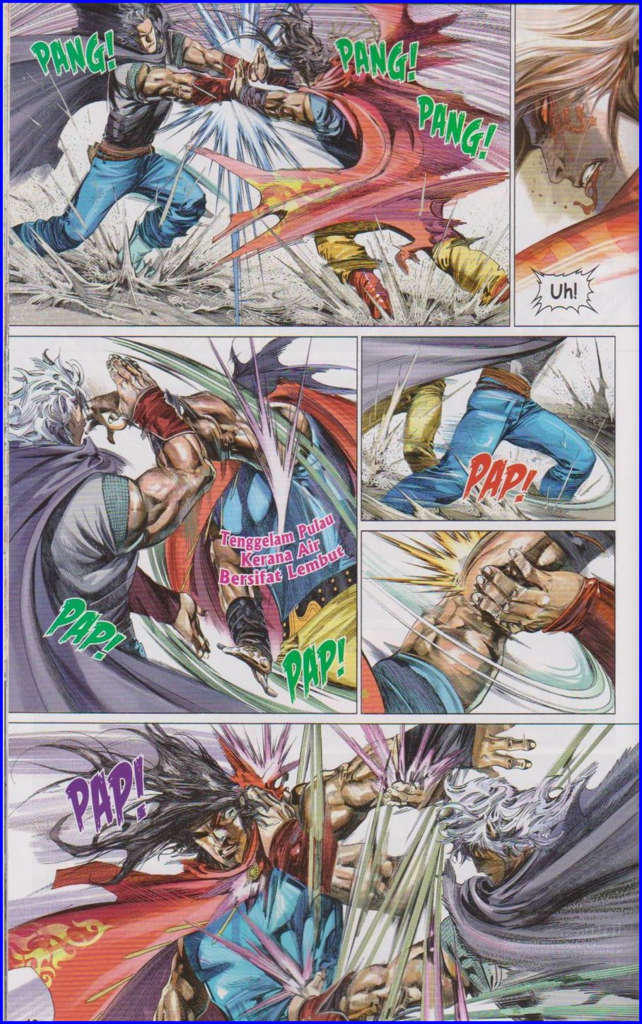 PANG!
PANG!
PANG!
Uh!
PAP!
Tenggelam Pulau
Kerana Air
Bersifat Lembut
PAP!
PAP!
PAP!